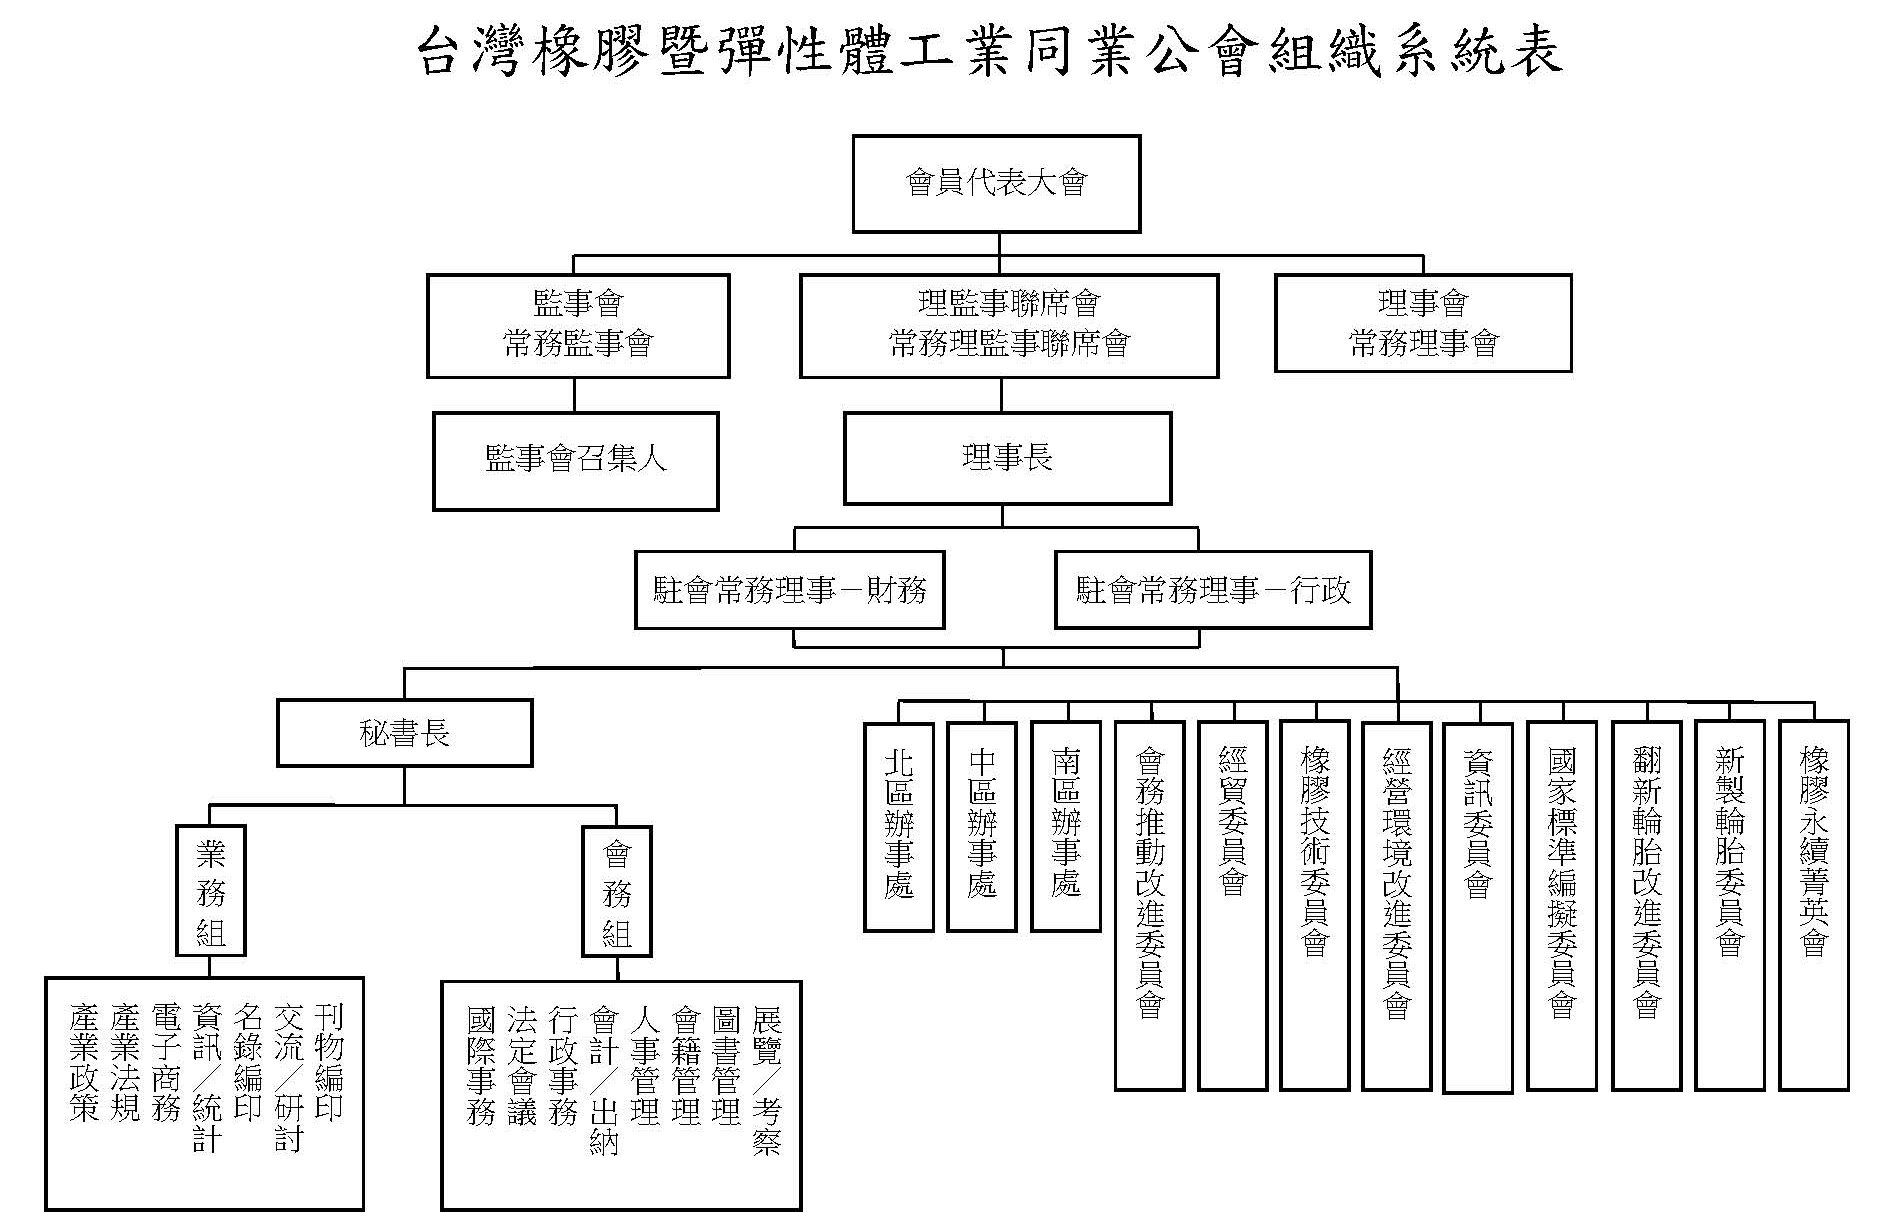 台灣橡膠暨彈性體工業同業公會組織系統表
會員代表大會
監事會
常務監事會
理監事聯席會
常務理監事聯席會
理事會
常務理事會
監事會召集人
理事長
駐會常務理事－財務
駐會常務理事－行政
秘書長
北區辦事處
中區辦事處
南區辦事處
會務推動改進委員會
經貿委員會
橡膠技術委員會
經營環境改進委員會
資訊委員會
國家標準編擬委員會
翻新輪胎改進委員會
新製輪胎委員會
橡膠永續菁英會
業務組
會務組
產業政策
產業法規
電子商務
資訊／統計
名錄編印
交流／研討
刊物編印
國際事務
法定會議
行政事務
會計／出納
人事管理
會籍管理
圖書管理
展覽／考察